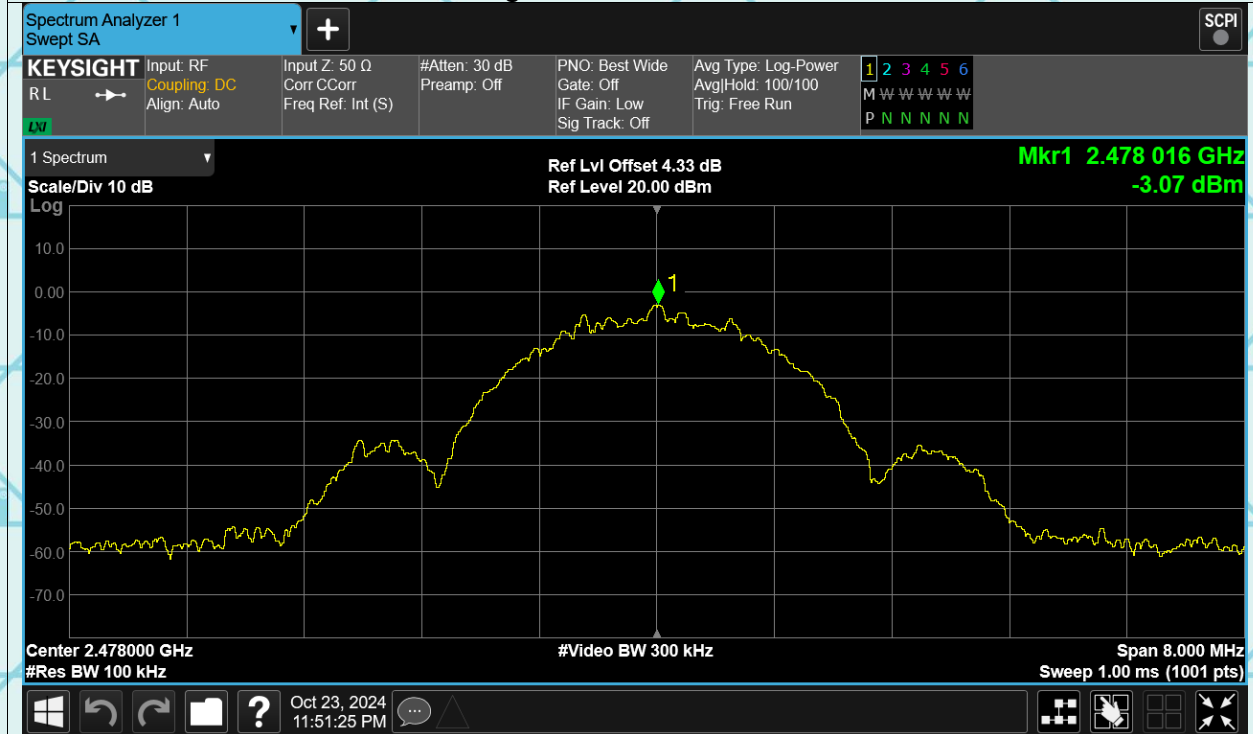 Spectrum Analyzer 1
Swept SA
SCPI
KEYSIGHT
R L
LXI
Input: RF
Coupling: DC
Align: Auto
Input Z: 50 Ω
Corr CCorr
Freq Ref: Int (S)
#Atten: 30 dB
Preamp: Off
PNO: Best Wide
Gate: Off
IF Gain: Low
Sig Track: Off
Avg Type: Log-Power
Avg|Hold: 100/100
Trig: Free Run
1 2 3 4 5 6
M W W W W W
P N N N N N
1 Spectrum
Scale/Div 10 dB
Log
Ref Lvl Offset 4.33 dB
Ref Level 20.00 dBm
Mkr1 2.478 016 GHz
-3.07 dBm
1
10.0
0.00
-10.0
-20.0
-30.0
-40.0
-50.0
-60.0
-70.0
Center 2.478000 GHz
#Res BW 100 kHz
#Video BW 300 kHz
Span 8.000 MHz
Sweep 1.00 ms (1001 pts)
?
Oct 23, 2024
11:51:25 PM